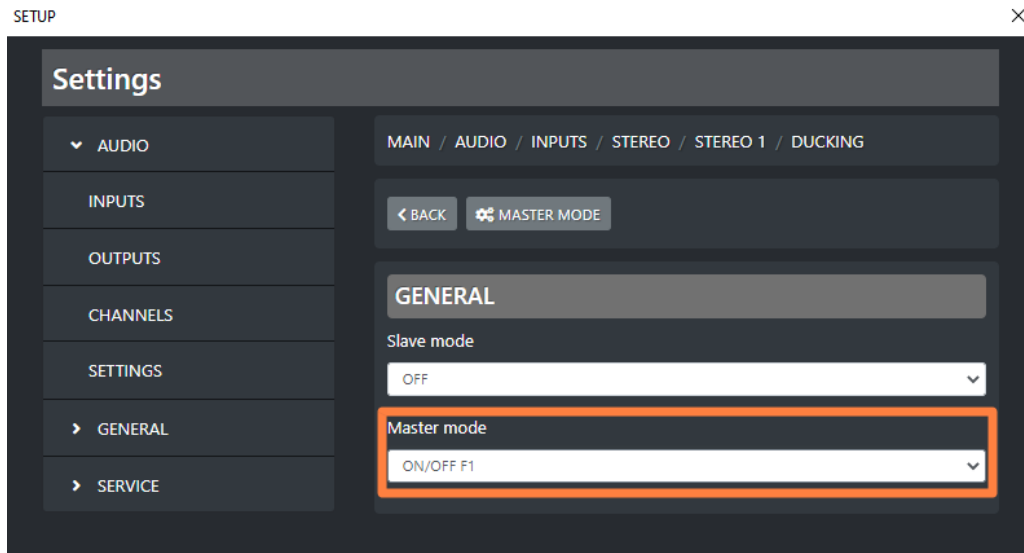 SETUP
Settings
AUDIO
INPUTS
OUTPUTS
CHANNELS
SETTINGS
GENERAL
SERVICE
MAIN / AUDIO / INPUTS / STEREO / STEREO 1 / DUCKING
BACK MASTER MODE
GENERAL
Slave mode
OFF
Master mode
ON/OFF F1